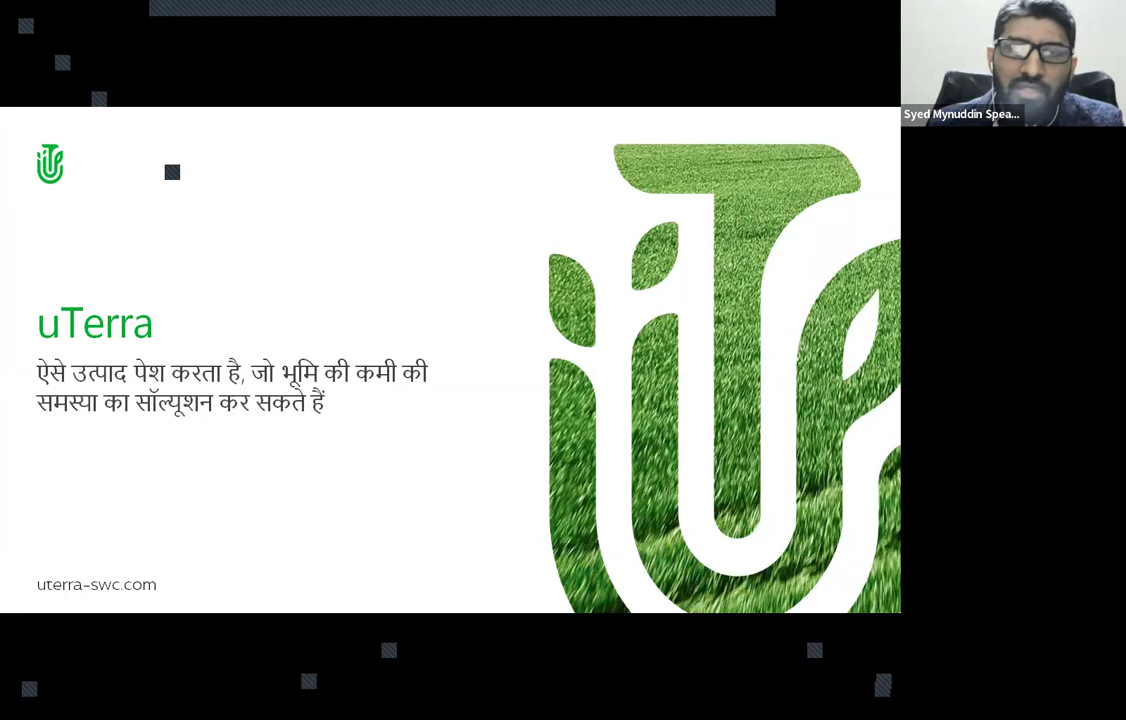 Syed Mynuddin Spea...
uTerra
ऐसे उत्पाद पेश करता है, जो भूमि की कमी की
समस्या का सॉल्यूशन कर सकते हैं
uterra-swc.com